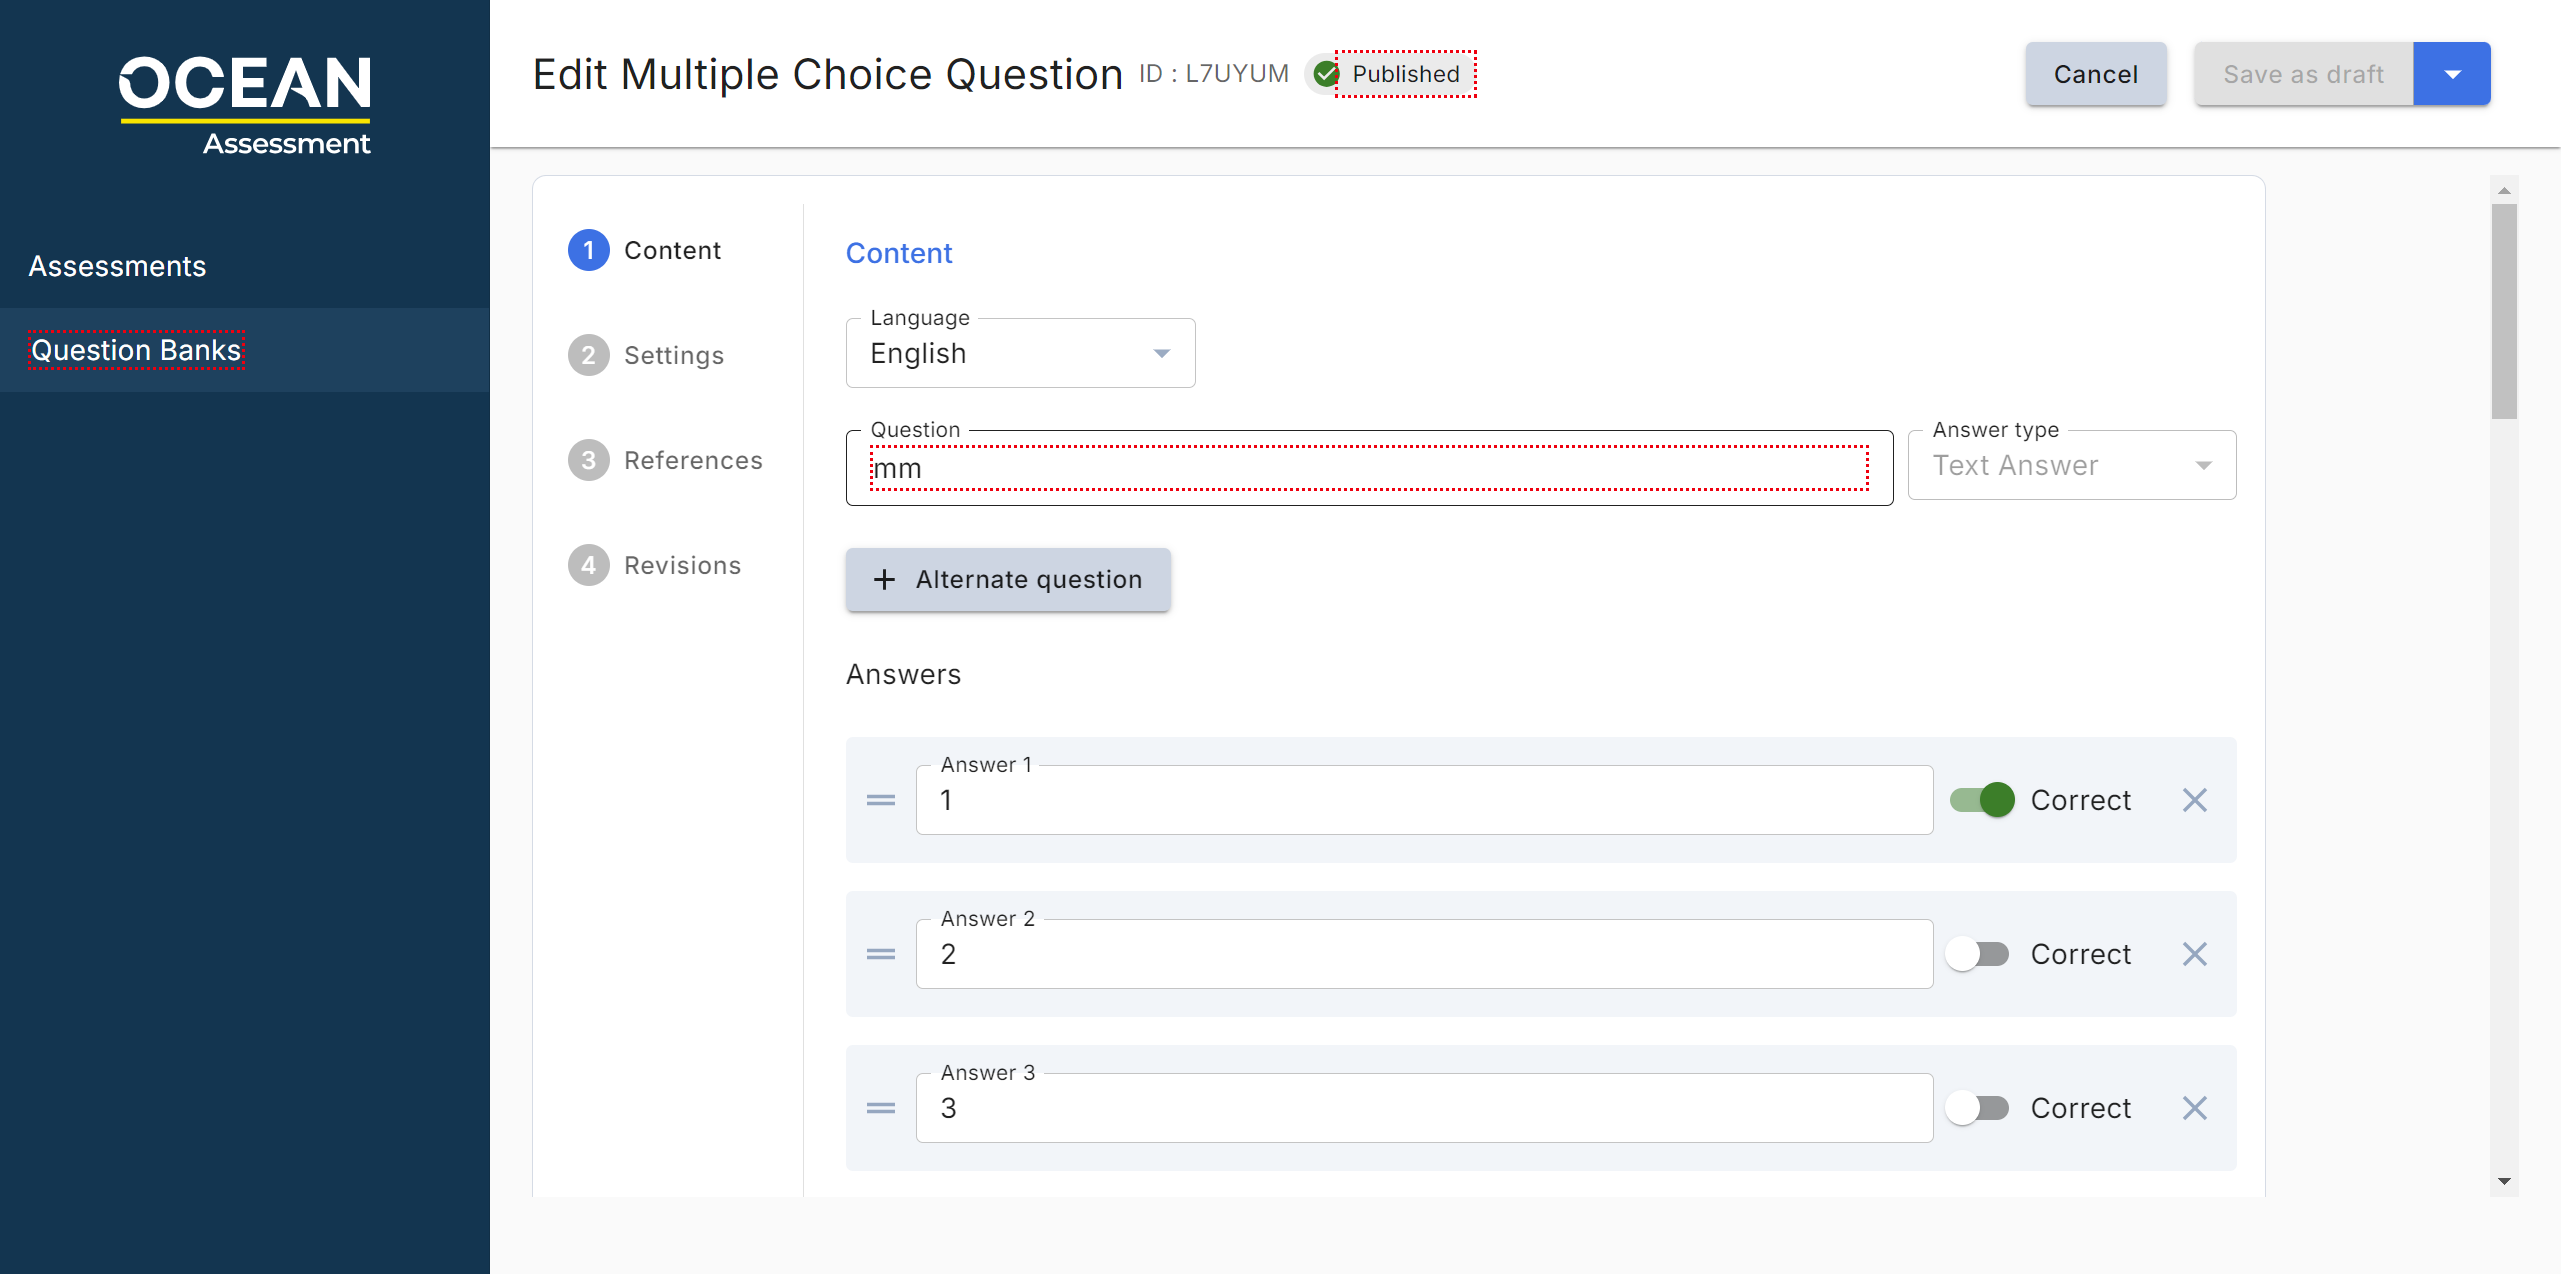 OCEAN
Assessment
Assessments
Question Banks
Edit Multiple Choice Question ID : L7UYUM Published
Cancel
Save as draft
1 Content
2 Settings
3 References
4 Revisions
Content
Language
English
Question
mm
Answer type
Text Answer
+ Alternate question
Answers
Answer 1
1
Correct
Answer 2
2
Correct
Answer 3
3
Correct